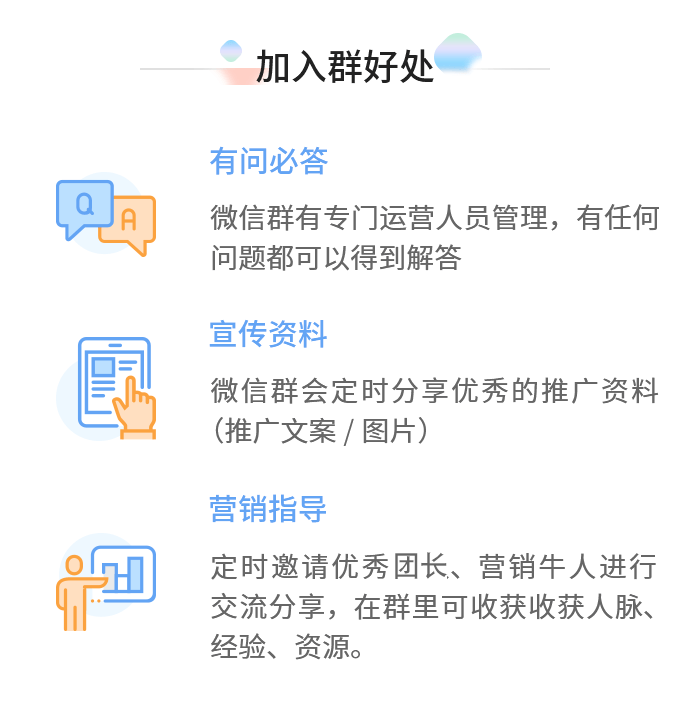 加入群好处
有问必答
Q
A
微信群有专门运营人员管理，有任何
问题都可以得到解答
宣传资料
微信群会定时分享优秀的推广资料
（推广文案 / 图片）
营销指导
定时邀请优秀团长、营销牛人进行
交流分享，在群里可收获收获人脉、
经验、资源。